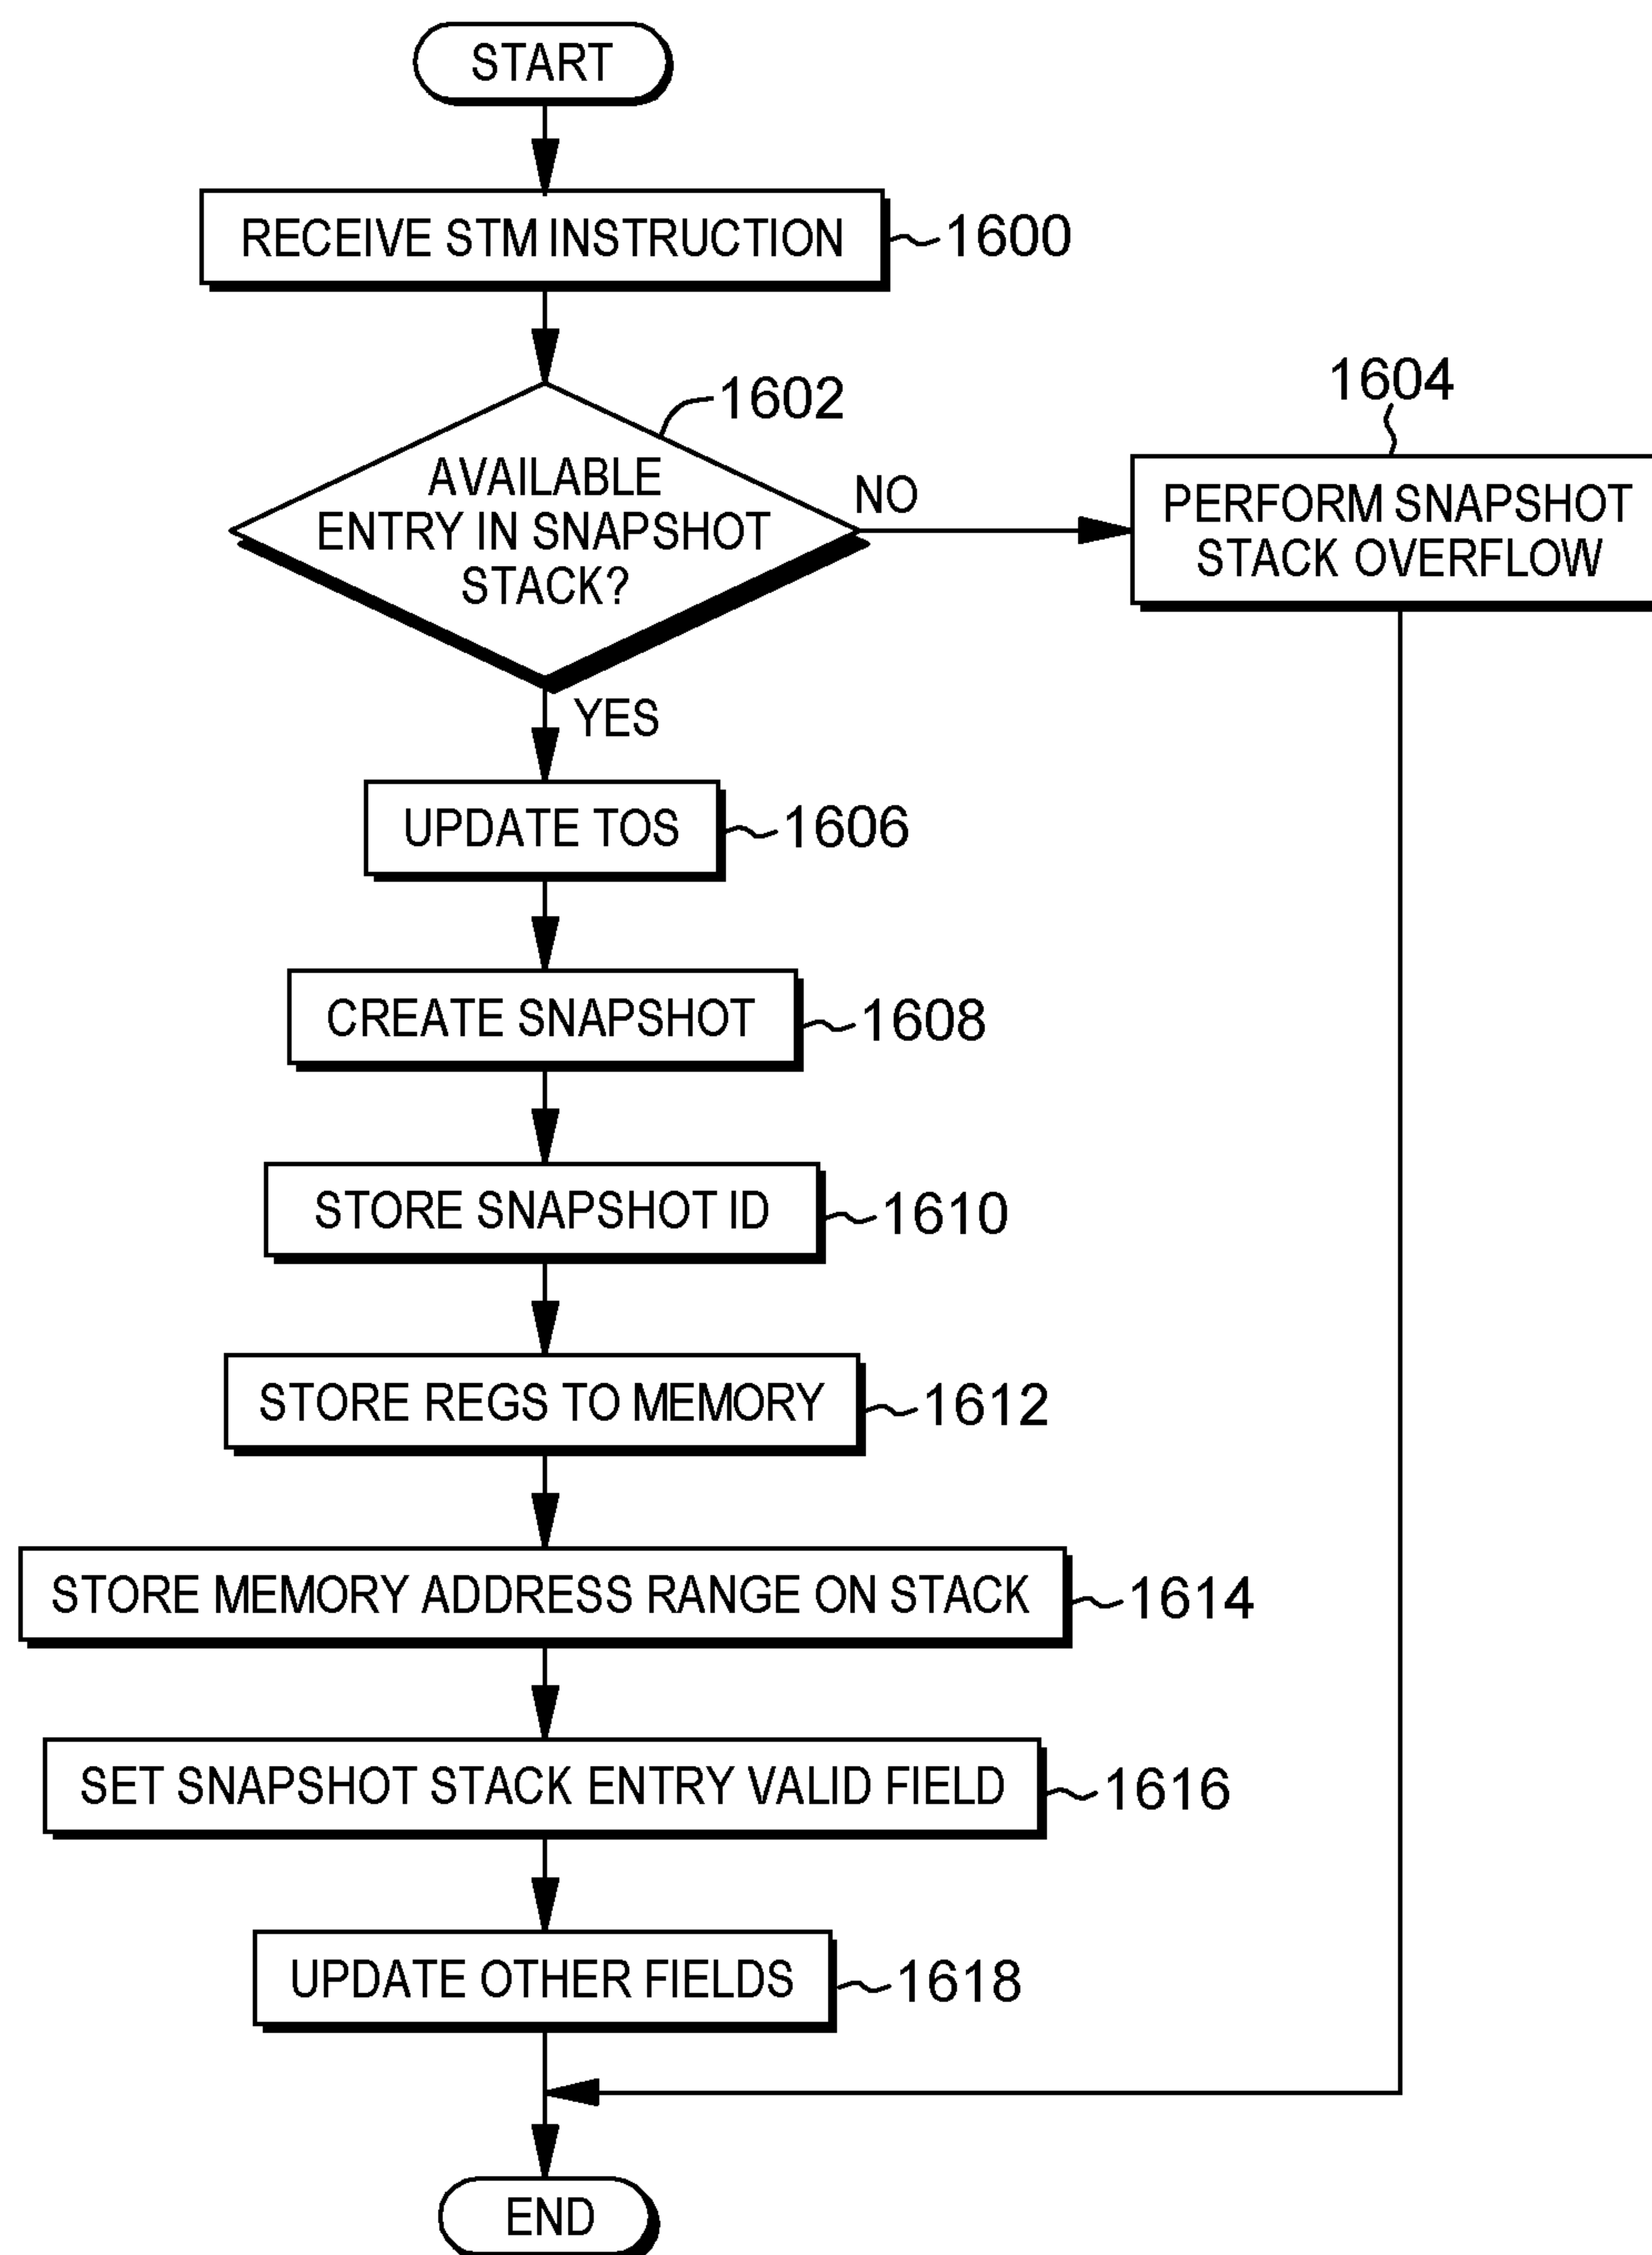 START
RECEIVE STM INSTRUCTION
1600
1602
AVAILABLE
ENTRY IN SNAPSHOT
STACK?
NO
1604
PERFORM SNAPSHOT
STACK OVERFLOW
YES
UPDATE TOS
1606
CREATE SNAPSHOT
1608
STORE SNAPSHOT ID
1610
STORE REGS TO MEMORY
1612
STORE MEMORY ADDRESS RANGE ON STACK
1614
SET SNAPSHOT STACK ENTRY VALID FIELD
1616
UPDATE OTHER FIELDS
1618
END